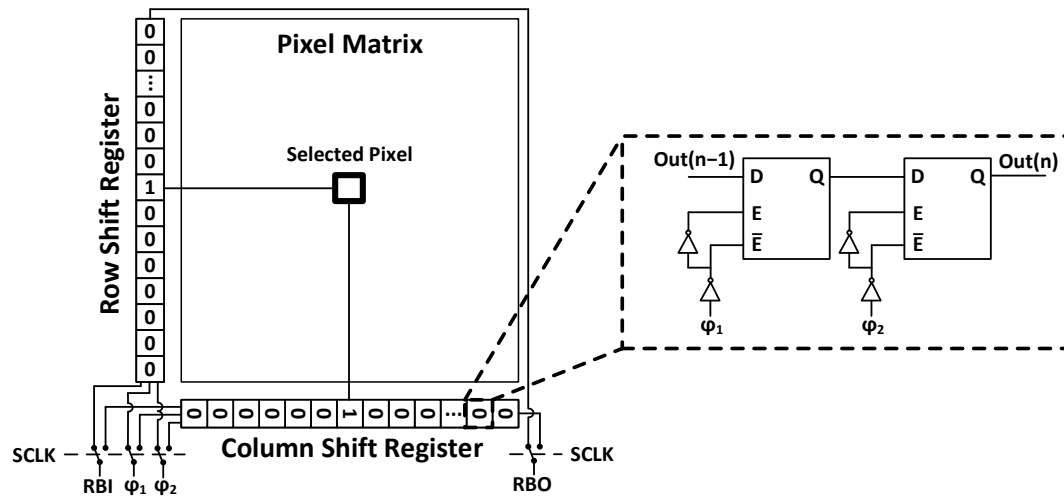 Pixel Matrix
Selected Pixel
Row Shift Register
0
0
...
0
0
0
1
0
0
0
0
0
0
0
0
0
0
0
0
0
1
0
0
0
...
0
0
Column Shift Register
SCLK
RBI
φ1
φ2
RBO
SCLK
Out(n−1)
D
Q
E
E̅
φ1
D
Q
E
E̅
φ2
Out(n)